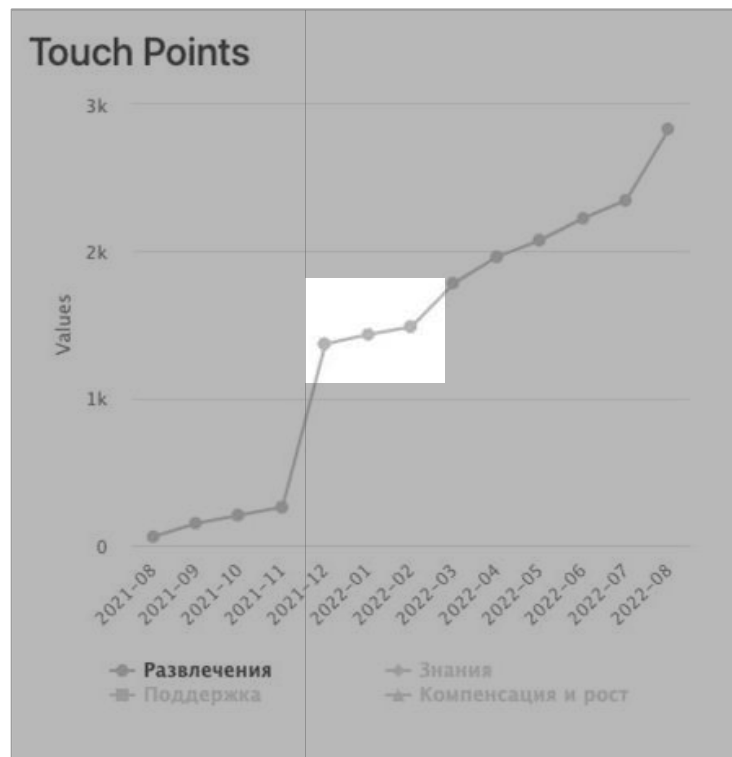 Touch Points
3k
2k
1k
0
Values
2021-08
2021-09
2021-10
2021-11
2021-12
2022-01
2022-02
2022-03
2022-04
2022-05
2022-06
2022-07
2022-08
Развлечения
Знания
Поддержка
Компенсация и рост